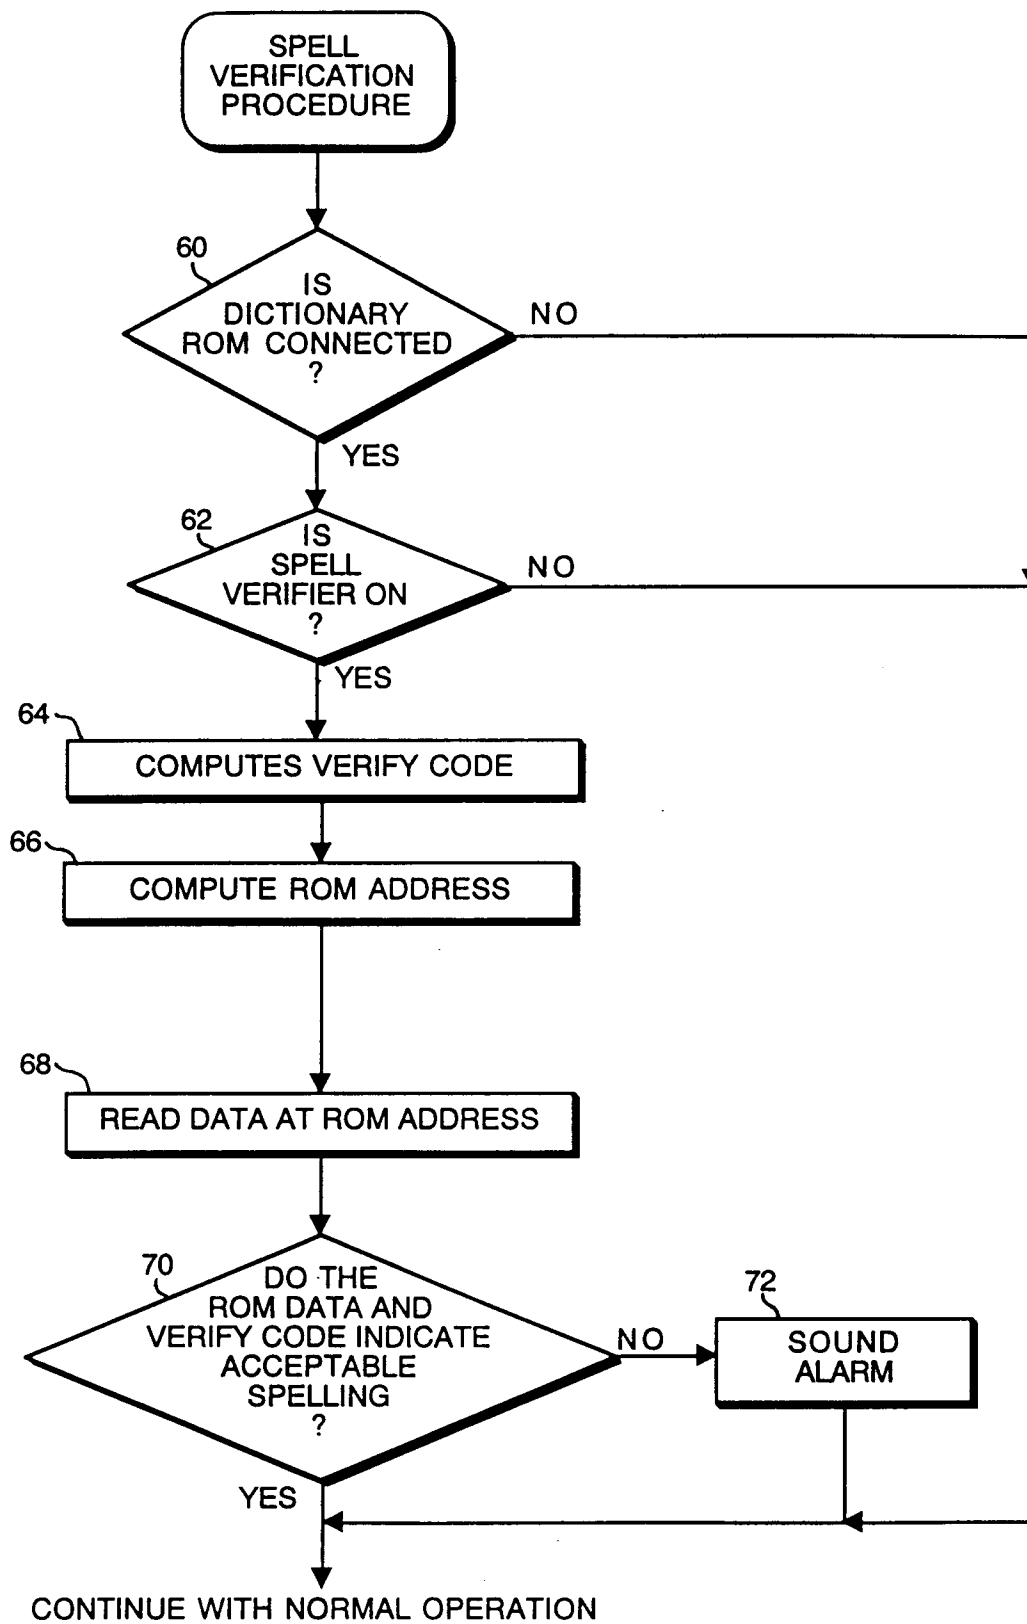 SPELL
VERIFICATION
PROCEDURE
60
IS
DICTIONARY
ROM CONNECTED
?
NO
YES
62
IS
SPELL
VERIFIER ON
?
NO
YES
64
COMPUTES VERIFY CODE
66
COMPUTE ROM ADDRESS
68
READ DATA AT ROM ADDRESS
70
DO THE
ROM DATA AND
VERIFY CODE INDICATE
ACCEPTABLE
SPELLING
?
NO
72
SOUND
ALARM
YES
CONTINUE WITH NORMAL OPERATION